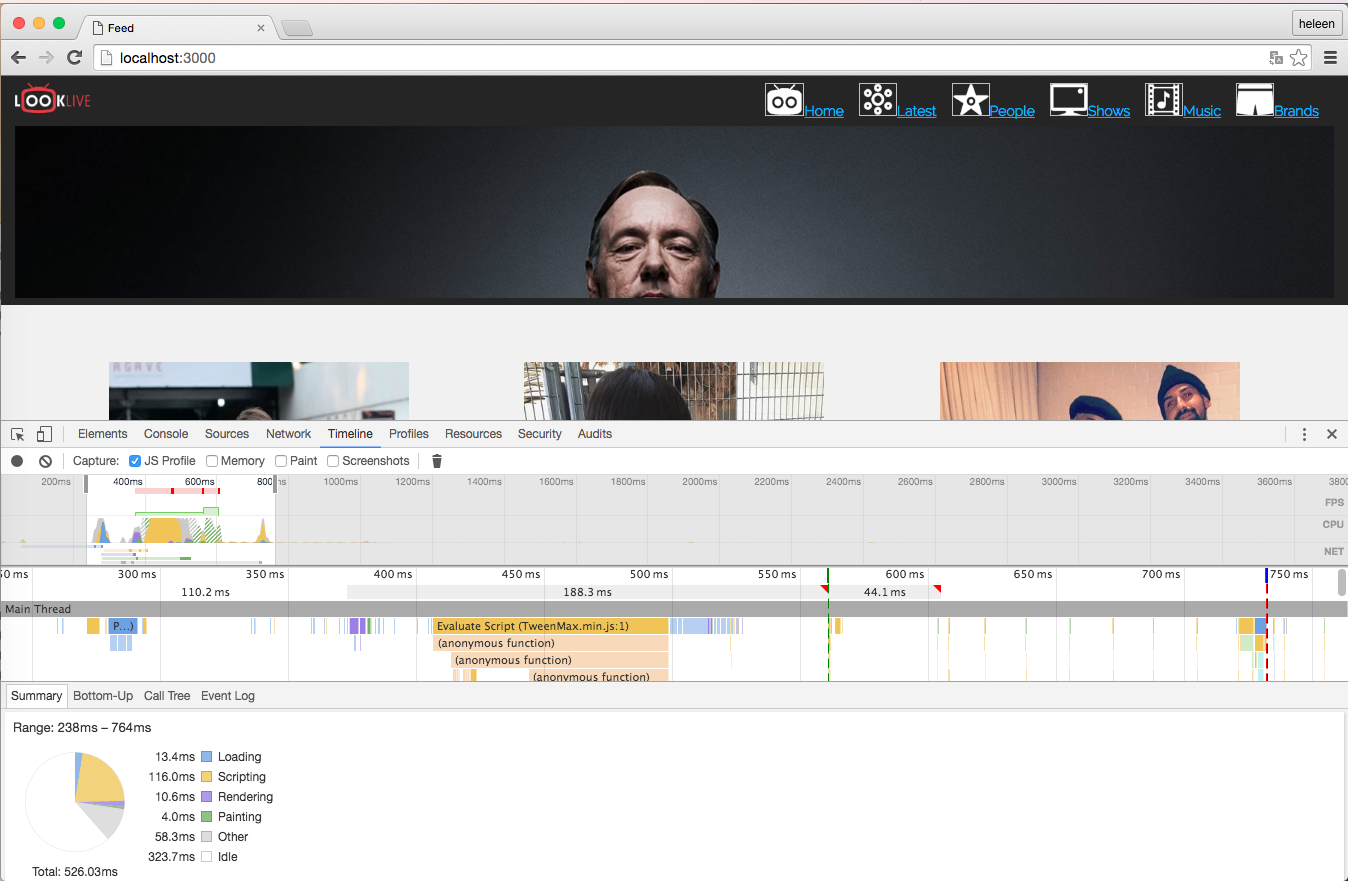 Feed
heleen
localhost:3000
LOOKLIVE
Home Latest People Shows Music Brands
AGAVE
Elements Console Sources Network Timeline Profiles Resources Security Audits
Capture: JS Profile Memory Paint Screenshots
200ms 400ms 600ms 800 ns 1000ms 1200ms 1400ms 1600ms 1800ms 2000ms 2200ms 2400ms 2600ms 2800ms 3000ms 3200ms 3400ms 3600ms 3800
FPS
CPU
NET
50 ms 300 ms 350 ms 400 ms 450 ms 500 ms 550 ms 600 ms 650 ms 700 ms 750 ms
110.2 ms 188.3 ms 44.1 ms
Main Thread
P...) Evaluate Script (TweenMax.min.js:1)
(anonymous function)
(anonymous function)
(anonymous function)
Summary Bottom-Up Call Tree Event Log
Range: 238ms – 764ms
13.4ms Loading
116.0ms Scripting
10.6ms Rendering
4.0ms Painting
58.3ms Other
323.7ms Idle
Total: 526.03ms